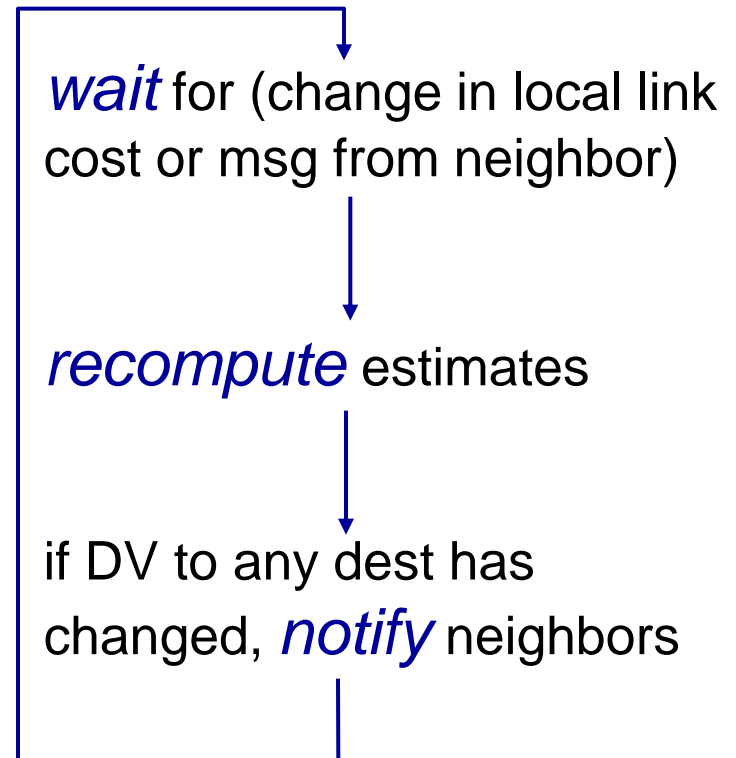 wait for (change in local link
cost or msg from neighbor)
recompute estimates
if DV to any dest has
changed, notify neighbors